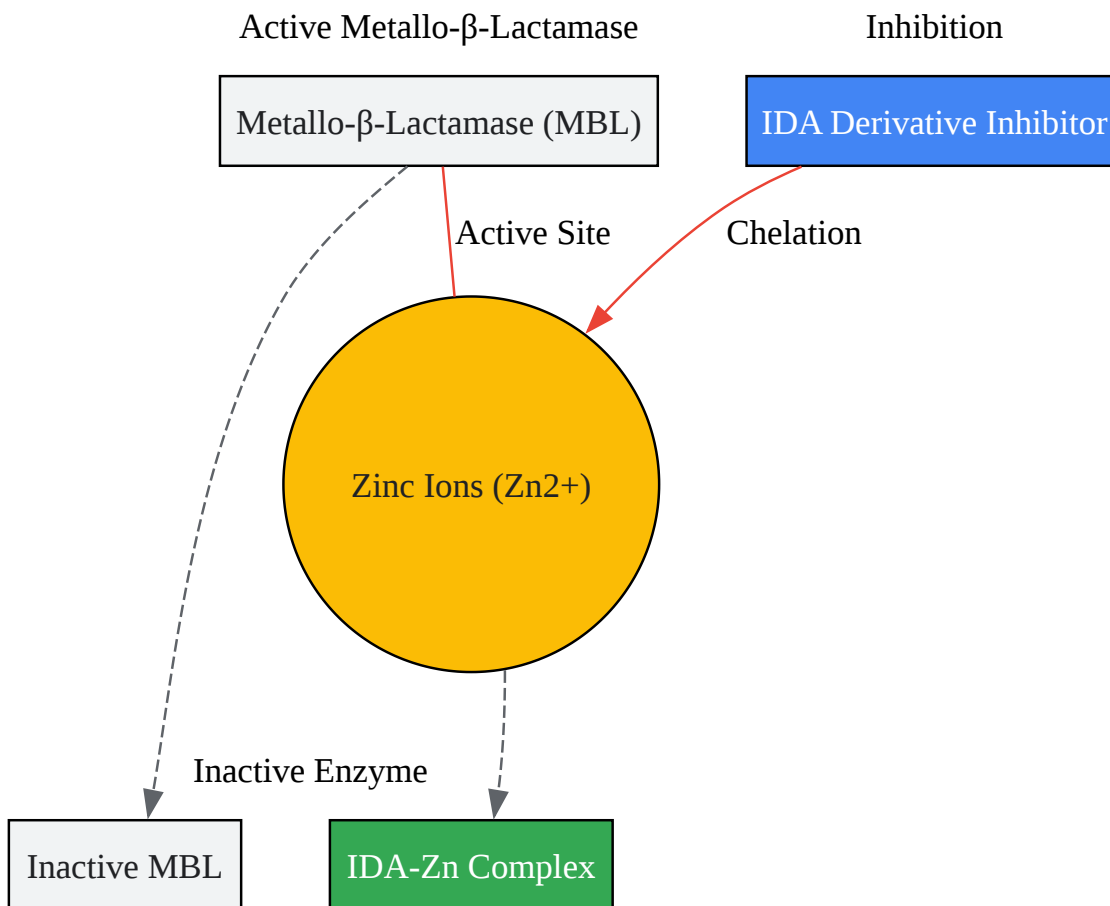 Active Metallo-β-Lactamase
Inhibition
Metallo-β-Lactamase (MBL)
IDA Derivative Inhibitor
Active Site
Chelation
Zinc Ions (Zn2+)
Inactive Enzyme
Inactive MBL
IDA-Zn Complex